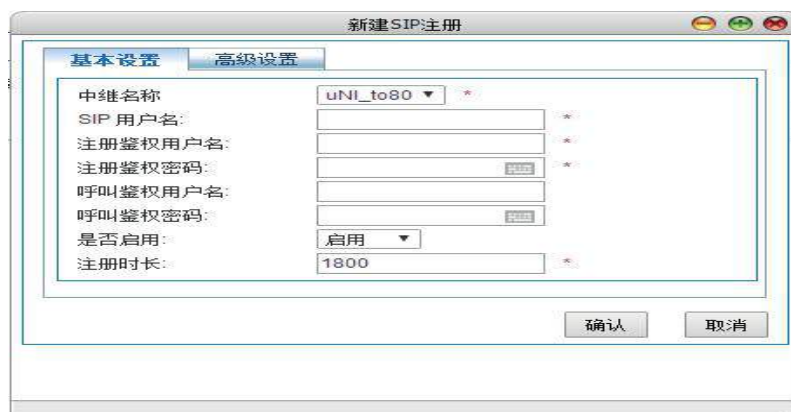 新建SIP注册
基本设置 高级设置
中继名称 uNI_to80 ▼ *
SIP 用户名: *
注册鉴权用户名: *
注册鉴权密码: *
呼叫鉴权用户名:
呼叫鉴权密码:
是否启用: 启用 ▼
注册时长: 1800 *
确认 取消